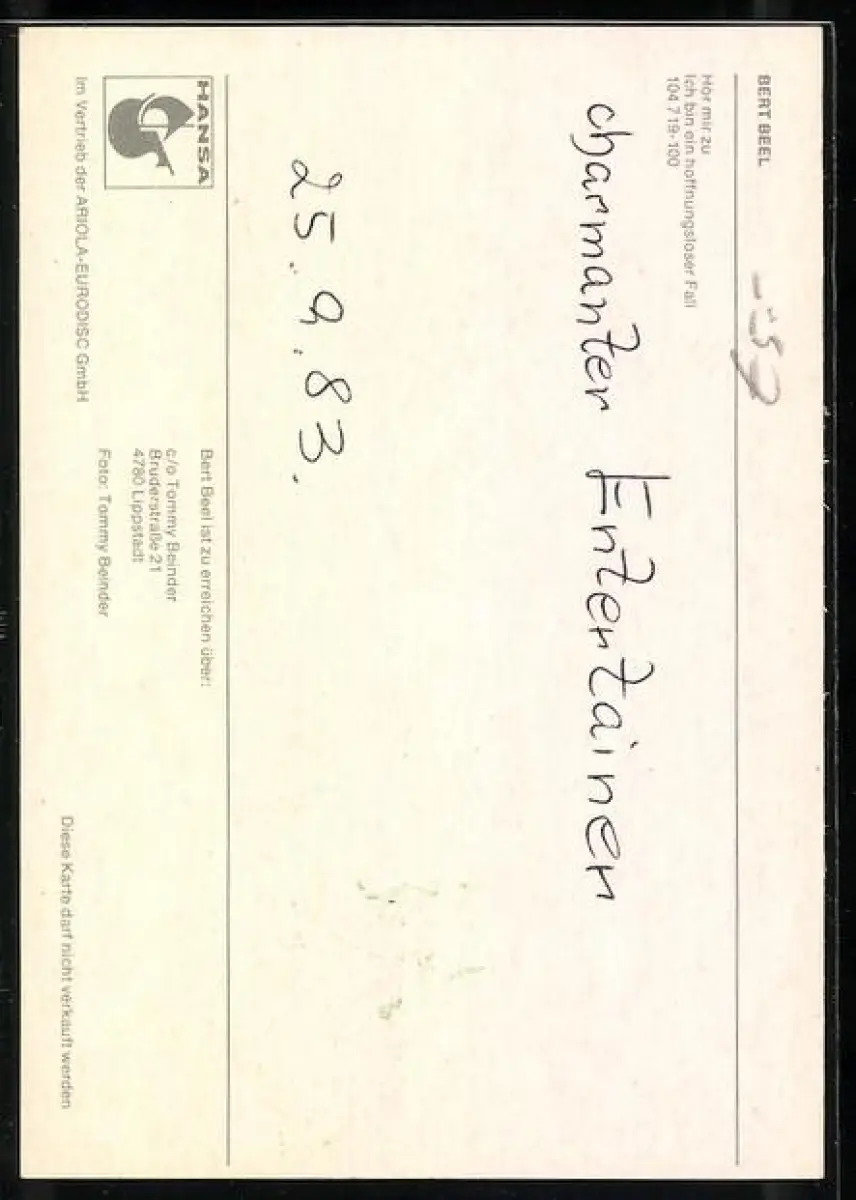 BERT BEEL
Hör mir zu
Ich bin ein hoffnungsloser Fall
104 719-100
charmanter Entertainer
25.9.83.
Bert Beel ist zu erreichen über:
c/o Tommy Beinder
Bruderstraße 21
4780 Lippstadt
Foto: Tommy Beinder
HANSA
Im Vertrieb der ARIOLA-EURODISC GmbH
Diese Karte darf nicht verkauft werden